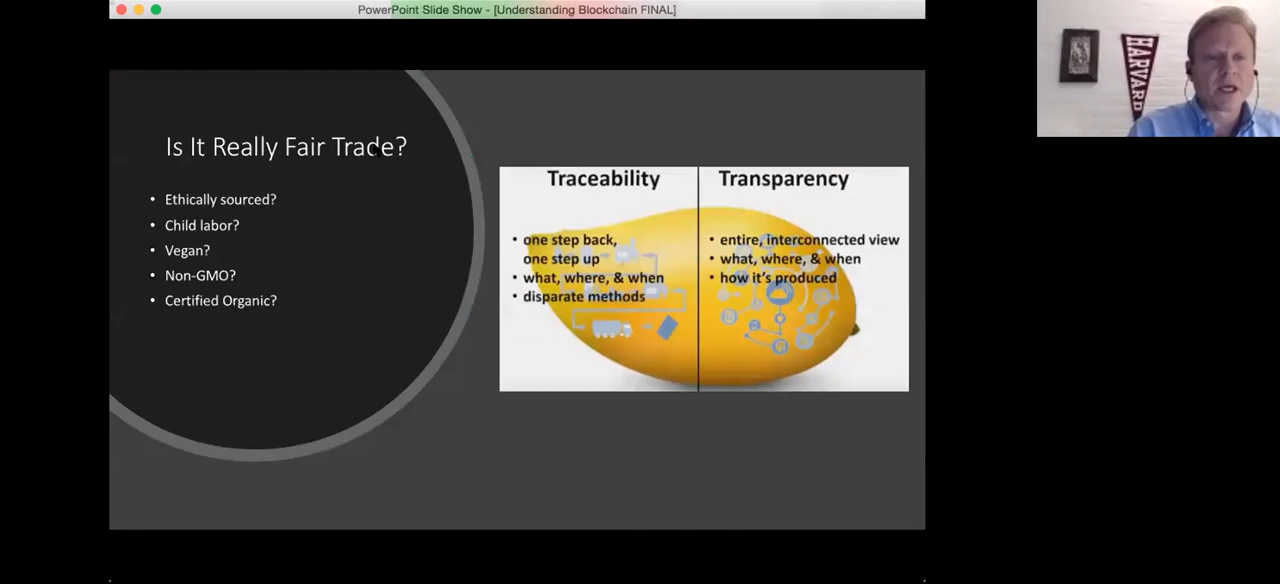 PowerPoint Slide Show - [Understanding Blockchain FINAL]
HARVARD
Is It Really Fair Trade?
• Ethically sourced?
• Child labor?
• Vegan?
• Non-GMO?
• Certified Organic?
Traceability
• one step back,
one step up
• what, where, & when
• disparate methods
Transparency
• entire, interconnected view
• what, where, & when
• how it's produced